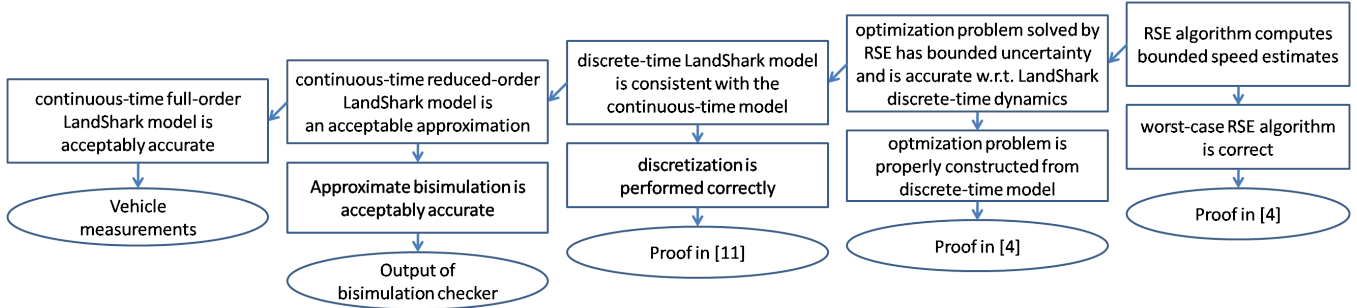 continuous-time full-order
LandShark model is
acceptably accurate
Vehicle
measurements
continuous-time reduced-order
LandShark model is
an acceptable approximation
Approximate bisimulation is
acceptably accurate
Output of
bisimulation checker
discrete-time LandShark model
is consistent with the
continuous-time model
discretization is
performed correctly
Proof in [11]
optimization problem solved by
RSE has bounded uncertainty
and is accurate w.r.t. LandShark
discrete-time dynamics
optmization problem is
properly constructed from
discrete-time model
Proof in [4]
RSE algorithm computes
bounded speed estimates
worst-case RSE algorithm
is correct
Proof in [4]